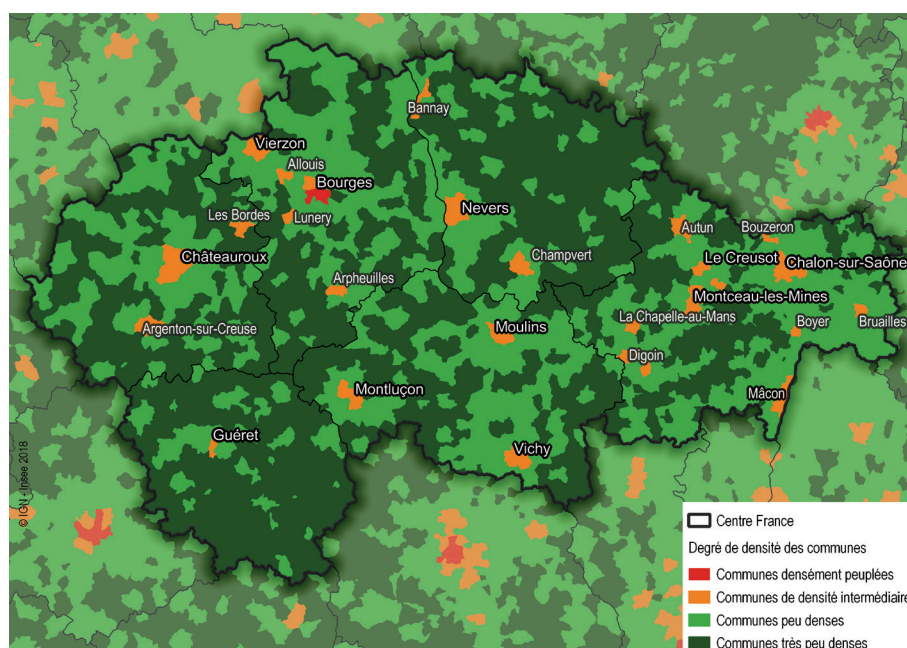 Bannay
Vierzon
Allouis
Bourges
Les Bordes
Lunery
Nevers
Autun
Bouzeron
Châteauroux
Champvert
Le Creusot
Chalon-sur-Saône
Arpheuilles
Montceau-les-Mines
Argenton-sur-Creuse
Moulins
La Chapelle-au-Mans
Boyer
Bruailles
Digoin
Montluçon
Mâcon
Guéret
Vichy
© IGN - Insee 2018
Centre France
Degré de densité des communes
Communes densément peuplées
Communes de densité intermédiaire
Communes peu denses
Communes très peu denses